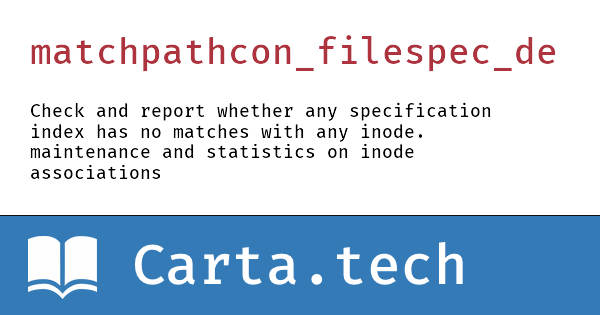 matchpathcon_filespec_de
Check and report whether any specification
index has no matches with any inode.
maintenance and statistics on inode
associations
Carta.tech